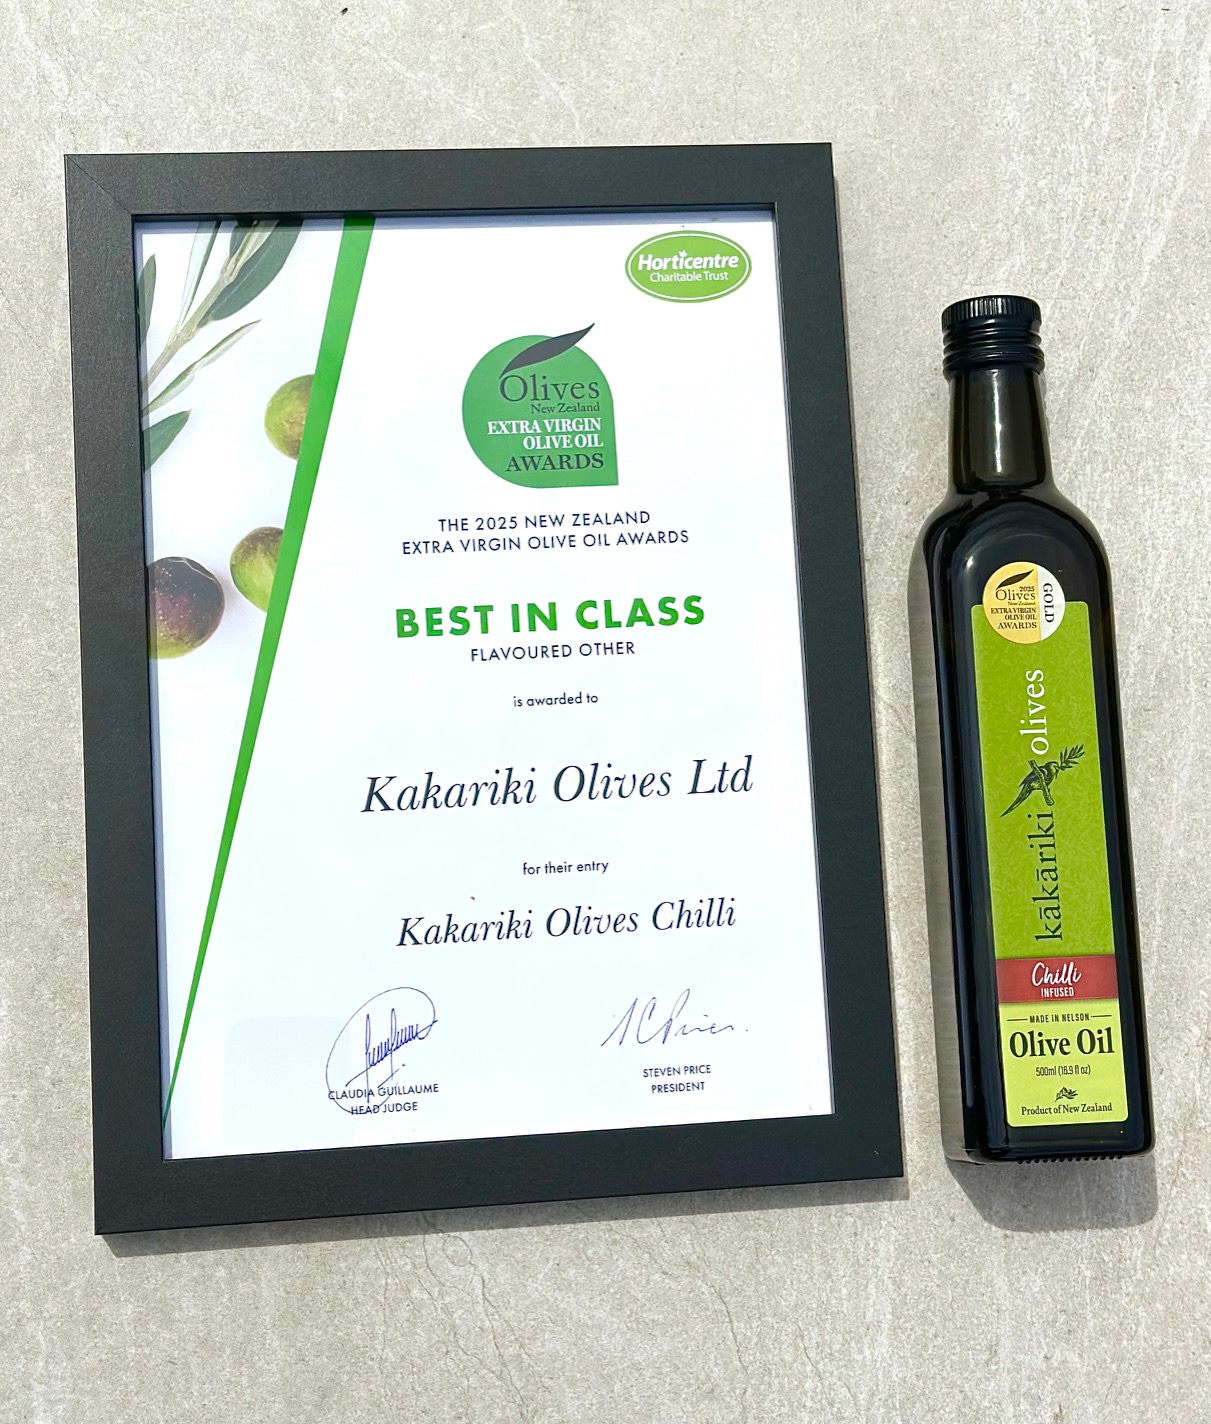 Horticentre
Charitable Trust
Olives
New Zealand
EXTRA VIRGIN
OLIVE OIL
AWARDS
THE 2025 NEW ZEALAND
EXTRA VIRGIN OLIVE OIL AWARDS
BEST IN CLASS
FLAVOURED OTHER
is awarded to
Kakariki Olives Ltd
for their entry
Kakariki Olives Chilli
CLAUDIA GUILLAUME
HEAD JUDGE
STEVEN PRICE
PRESIDENT
2025
Olives
New Zealand
EXTRA VIRGIN
OLIVE OIL
AWARDS
GOLD
kākāriki olives
Chilli
INFUSED
MADE IN NELSON
Olive Oil
500ml (16.9 fl oz)
Product of New Zealand